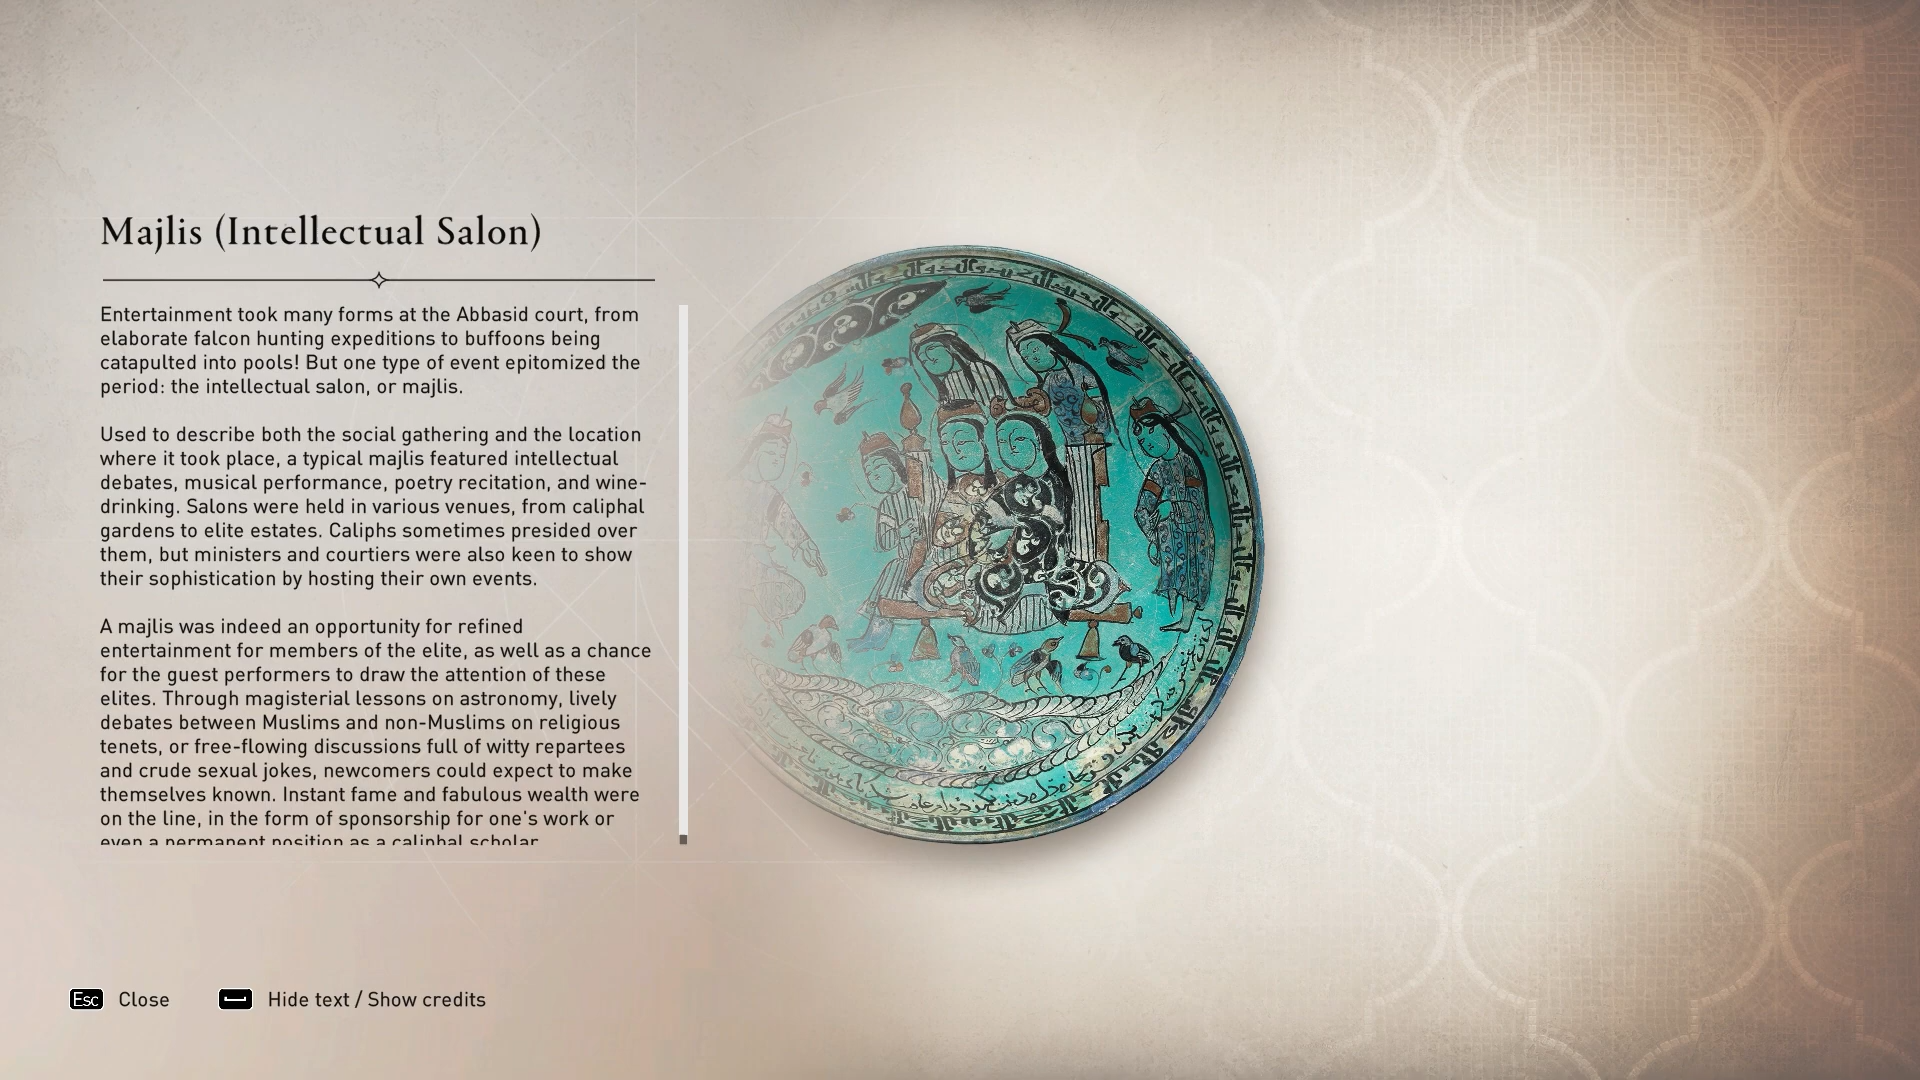 Majlis (Intellectual Salon)
Entertainment took many forms at the Abbasid court, from
elaborate falcon hunting expeditions to buffoons being
catapulted into pools! But one type of event epitomized the
period: the intellectual salon, or majlis.
Used to describe both the social gathering and the location
where it took place, a typical majlis featured intellectual
debates, musical performance, poetry recitation, and wine-
drinking. Salons were held in various venues, from caliphal
gardens to elite estates. Caliphs sometimes presided over
them, but ministers and courtiers were also keen to show
their sophistication by hosting their own events.
A majlis was indeed an opportunity for refined
entertainment for members of the elite, as well as a chance
for the guest performers to draw the attention of these
elites. Through magisterial lessons on astronomy, lively
debates between Muslims and non-Muslims on religious
tenets, or free-flowing discussions full of witty repartees
and crude sexual jokes, newcomers could expect to make
themselves known. Instant fame and fabulous wealth were
on the line, in the form of sponsorship for one's work or
even a permanent position as a caliphal scholar.
Esc Close Hide text / Show credits